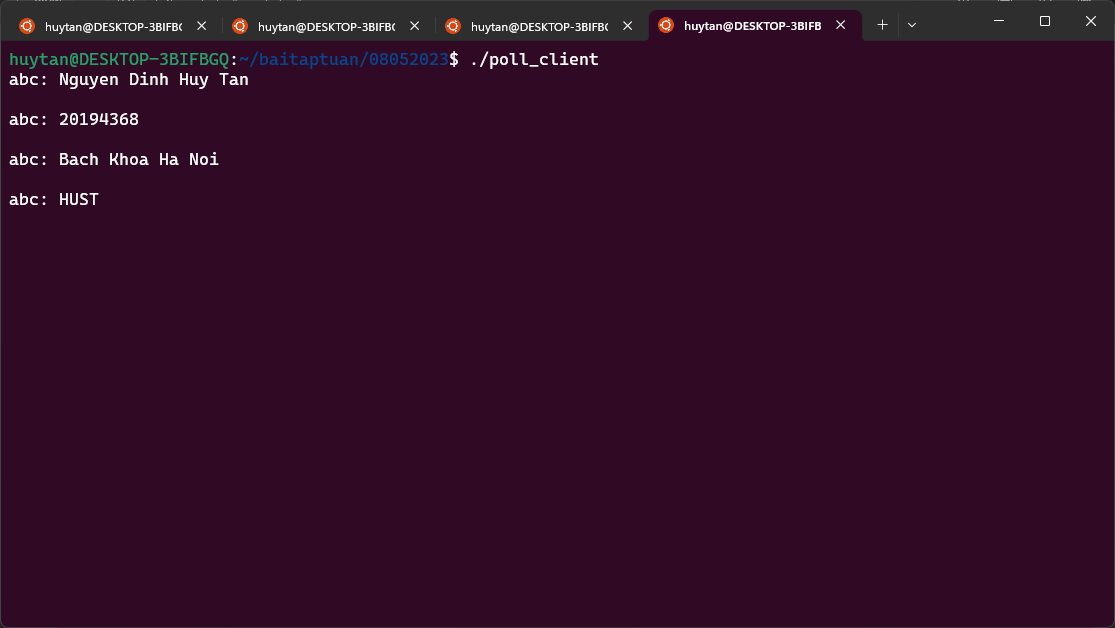 huytan@DESKTOP-3BIFBG
huytan@DESKTOP-3BIFBG
huytan@DESKTOP-3BIFBG
huytan@DESKTOP-3BIFB
huytan@DESKTOP-3BIFBGQ:~/baitaptuan/08052023$ ./poll_client
abc: Nguyen Dinh Huy Tan
abc: 20194368
abc: Bach Khoa Ha Noi
abc: HUST